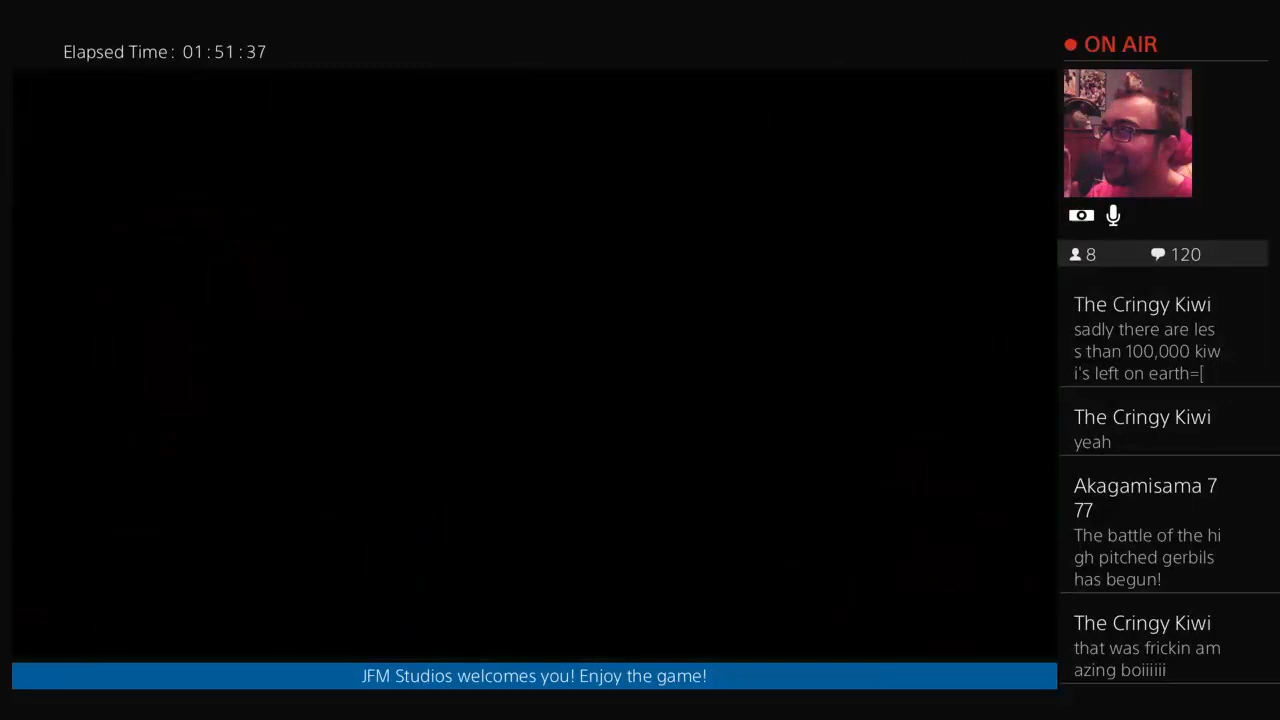 Elapsed Time: 01:51:37
ON AIR
8 120
The Cringy Kiwi
sadly there are les
s than 100,000 kiw
i's left on earth=[
The Cringy Kiwi
yeah
Akagamisama 7
77
The battle of the hi
gh pitched gerbils
has begun!
The Cringy Kiwi
that was frickin am
azing boiiiiii
JFM Studios welcomes you! Enjoy the game!